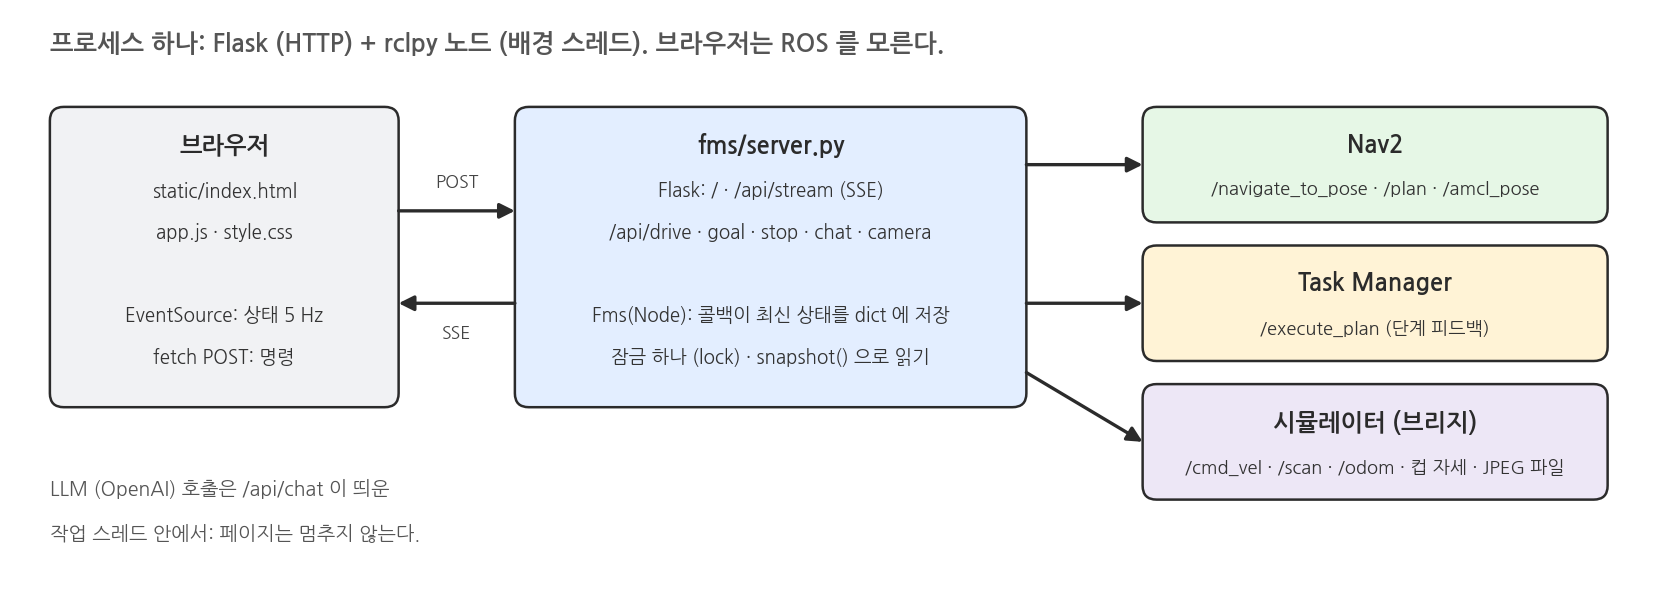 프로세스 하나: Flask (HTTP) + rclpy 노드 (배경 스레드). 브라우저는 ROS 를 모른다.
브라우저
static/index.html
app.js · style.css
EventSource: 상태 5 Hz
fetch POST: 명령
POST
SSE
fms/server.py
Flask: / · /api/stream (SSE)
/api/drive · goal · stop · chat · camera
Fms(Node): 콜백이 최신 상태를 dict 에 저장
잠금 하나 (lock) · snapshot() 으로 읽기
Nav2
/navigate_to_pose · /plan · /amcl_pose
Task Manager
/execute_plan (단계 피드백)
시뮬레이터 (브리지)
/cmd_vel · /scan · /odom · 컵 자세 · JPEG 파일
LLM (OpenAI) 호출은 /api/chat 이 띄운
작업 스레드 안에서: 페이지는 멈추지 않는다.